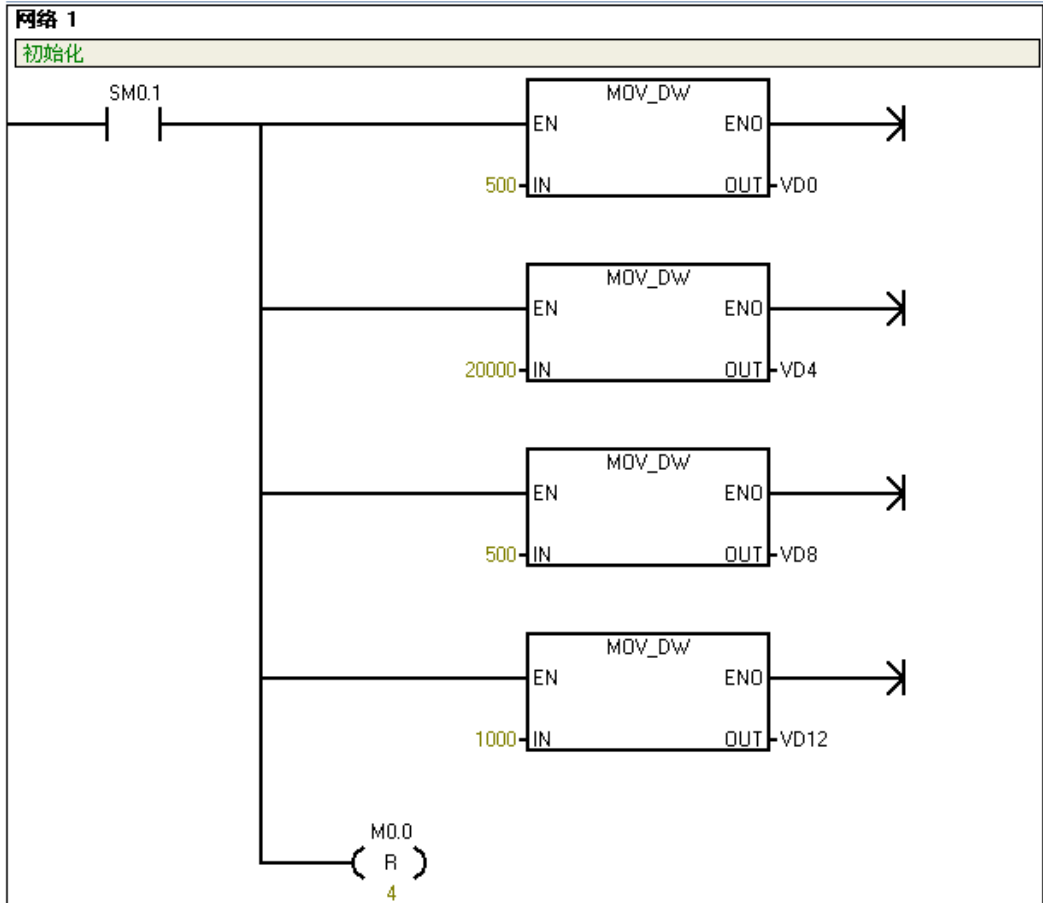 网络 1
初始化
SM0.1
MOV_DW
EN ENO
500 IN OUT VD0
MOV_DW
EN ENO
20000 IN OUT VD4
MOV_DW
EN ENO
500 IN OUT VD8
MOV_DW
EN ENO
1000 IN OUT VD12
M0.0
R
4